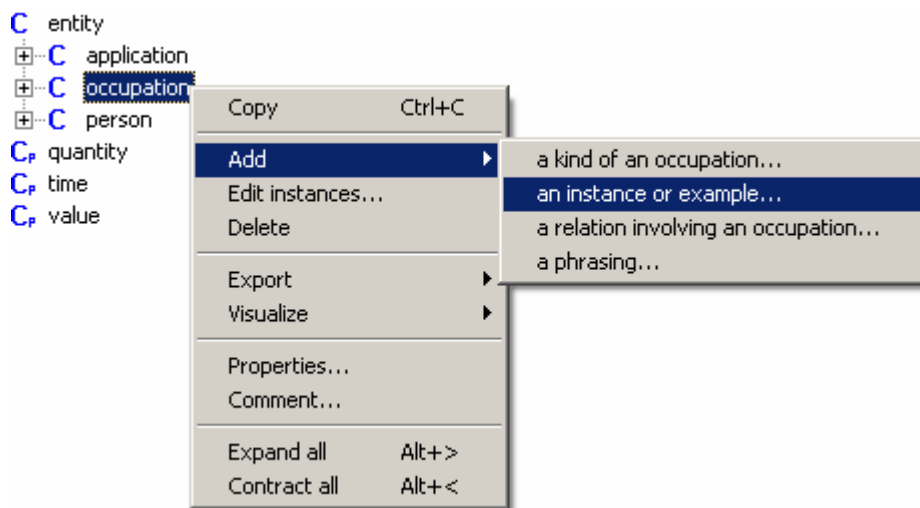 C entity
C application
C occupation
C person
Cp quantity
Cp time
Cp value
Copy Ctrl+C
Add
Edit instances...
Delete
Export
Visualize
Properties...
Comment...
Expand all Alt+>
Contract all Alt+<
a kind of an occupation...
an instance or example...
a relation involving an occupation...
a phrasing...